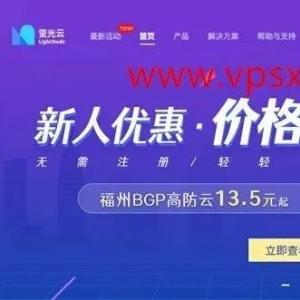 萤光云
LightNode
最新活动
new
首页
产品
解决方案
帮助与支持
www.vpsx
新人优惠·价格
无需注册/轻轻
福州BGP高防云13.5元起
立即查